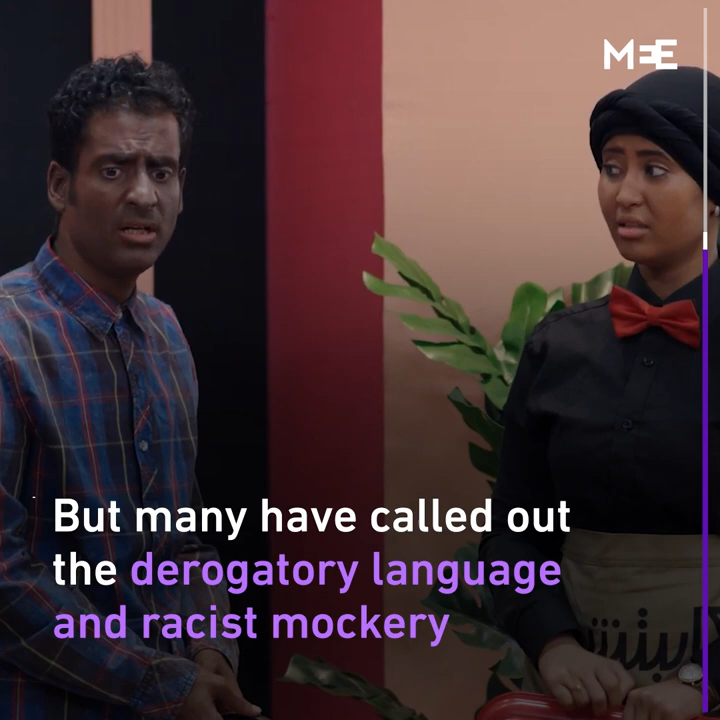 MEE
But many have called out
the derogatory language
and racist mockery